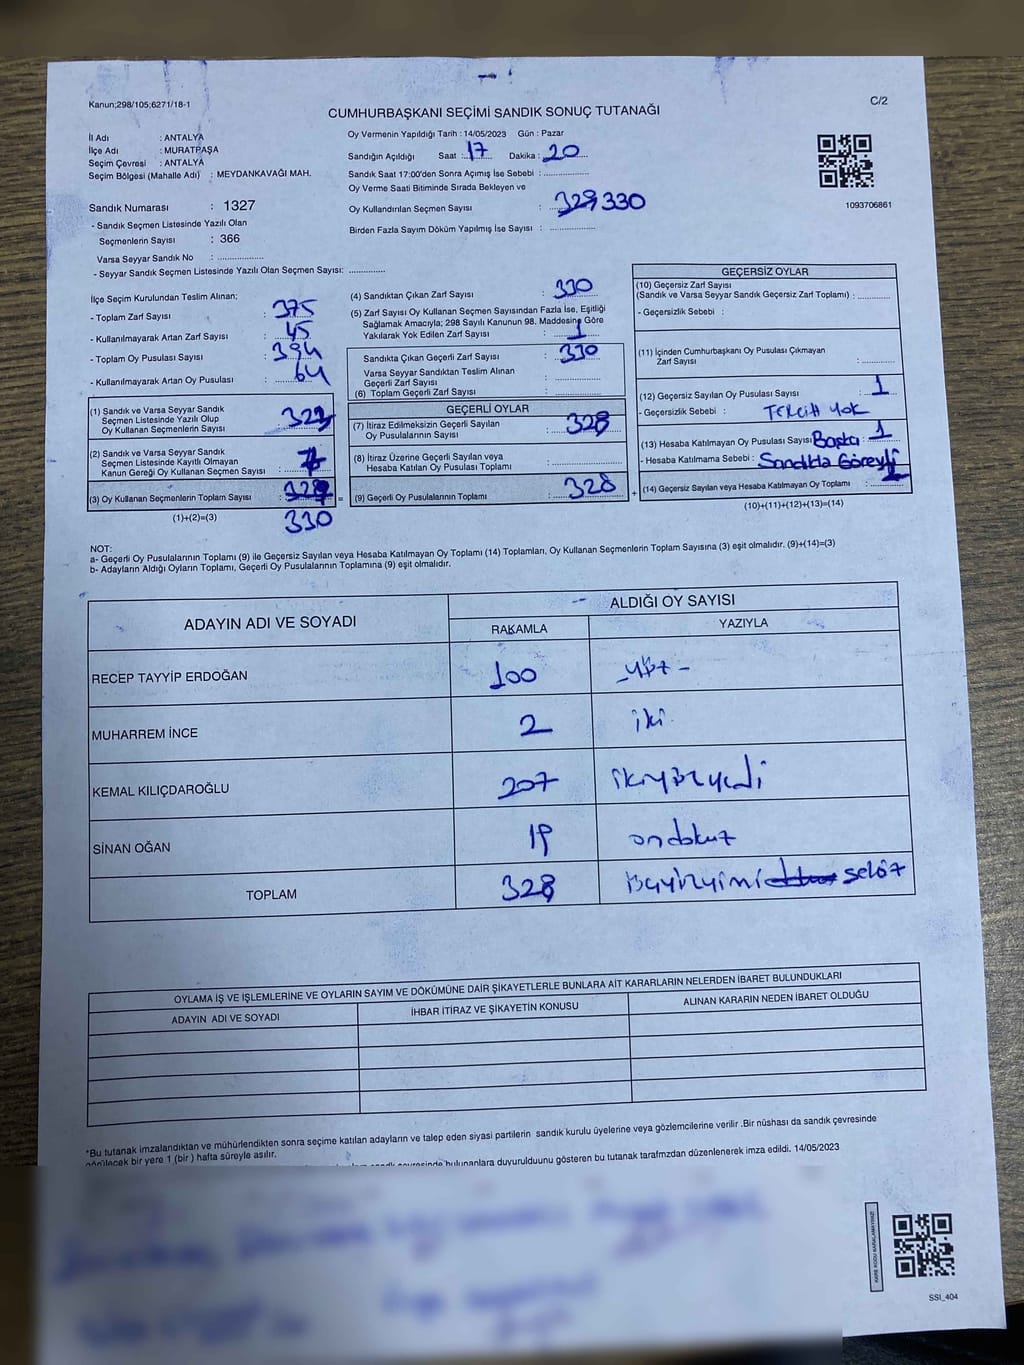 Kanun;298/105;6271/18-1
C/2
CUMHURBAŞKANI SEÇİMİ SANDIK SONUÇ TUTANAĞI
İl Adı : ANTALYA
İlçe Adı : MURATPAŞA
Seçim Çevresi : ANTALYA
Seçim Bölgesi (Mahalle Adı) : MEYDANKAVAĞI MAH.
Sandık Numarası : 1327
- Sandık Seçmen Listesinde Yazılı Olan
Seçmenlerin Sayısı : 366
Varsa Seyyar Sandık No : ..................
- Seyyar Sandık Seçmen Listesinde Yazılı Olan Seçmen Sayısı: ............
Oy Vermenin Yapıldığı Tarih : 14/05/2023 Gün : Pazar
Sandığın Açıldığı Saat : 17 Dakika : 20
Sandık Saat 17:00'den Sonra Açımış İse Sebebi : ..................
Oy Verme Saati Bitiminde Sırada Bekleyen ve
Oy Kullandırılan Seçmen Sayısı : 329 330
Birden Fazla Sayım Döküm Yapılmış İse Sayısı : ..................
1093706861
İlçe Seçim Kurulundan Teslim Alınan;
- Toplam Zarf Sayısı : 375
- Kullanılmayarak Artan Zarf Sayısı : 45
- Toplam Oy Pusulası Sayısı : 394
- Kullanılmayarak Artan Oy Pusulası : 64
(1) Sandık ve Varsa Seyyar Sandık
Seçmen Listesinde Yazılı Olup
Oy Kullanan Seçmenlerin Sayısı : 323
(2) Sandık ve Varsa Seyyar Sandık
Seçmen Listesinde Kayıtlı Olmayan
Kanun Gereği Oy Kullanan Seçmen Sayısı : 7
(3) Oy Kullanan Seçmenlerin Toplam Sayısı : 329 =
(1)+(2)=(3)
330
(4) Sandıktan Çıkan Zarf Sayısı : 330
(5) Zarf Sayısı Oy Kullanan Seçmen Sayısından Fazla İse, Eşitliği
Sağlamak Amacıyla; 298 Sayılı Kanunun 98. Maddesine Göre
Yakılarak Yok Edilen Zarf Sayısı : 1
Sandıkta Çıkan Geçerli Zarf Sayısı : 330
Varsa Seyyar Sandıktan Teslim Alınan
Geçerli Zarf Sayısı : ..................
(6) Toplam Geçerli Zarf Sayısı : ..................
GEÇERLİ OYLAR
(7) İtiraz Edilmeksizin Geçerli Sayılan
Oy Pusulalarının Sayısı : 328
(8) İtiraz Üzerine Geçerli Sayılan veya
Hesaba Katılan Oy Pusulası Toplamı : ..................
(9) Geçerli Oy Pusulalarının Toplamı : 328 +
GEÇERSİZ OYLAR
(10) Geçersiz Zarf Sayısı
(Sandık ve Varsa Seyyar Sandık Geçersiz Zarf Toplamı) : ............
- Geçersizlik Sebebi : ............
(11) İçinden Cumhurbaşkanı Oy Pusulası Çıkmayan
Zarf Sayısı : ............
(12) Geçersiz Sayılan Oy Pusulası Sayısı : 1
- Geçersizlik Sebebi : TERCİH YOK
(13) Hesaba Katılmayan Oy Pusulası Sayısı Başka : 1
- Hesaba Katılmama Sebebi : Sandıkda Görevli
(14) Geçersiz Sayılan veya Hesaba Katılmayan Oy Toplamı : 2
(10)+(11)+(12)+(13)=(14)
NOT:
a- Geçerli Oy Pusulalarının Toplamı (9) ile Geçersiz Sayılan veya Hesaba Katılmayan Oy Toplamı (14) Toplamları, Oy Kullanan Seçmenlerin Toplam Sayısına (3) eşit olmalıdır. (9)+(14)=(3)
b- Adayların Aldığı Oyların Toplamı, Geçerli Oy Pusulalarının Toplamına (9) eşit olmalıdır.
ADAYIN ADI VE SOYADI
ALDIĞI OY SAYISI
RAKAMLA YAZIYLA
RECEP TAYYİP ERDOĞAN 100 -yüz-
MUHARREM İNCE 2 iki
KEMAL KILIÇDAROĞLU 207 ikiyüzyedi
SİNAN OĞAN 19 ondokuz
TOPLAM 328 üçyüzyirmi sekiz
OYLAMA İŞ VE İŞLEMLERİNE VE OYLARIN SAYIM VE DÖKÜMÜNE DAİR ŞİKAYETLERLE BUNLARA AİT KARARLARIN NELERDEN İBARET BULUNDUKLARI
ADAYIN ADI VE SOYADI İHBAR İTİRAZ VE ŞİKAYETİN KONUSU ALINAN KARARIN NEDEN İBARET OLDUĞU
*Bu tutanak imzalandıktan ve mühürlendikten sonra seçime katılan adayların ve talep eden siyasi partilerin sandık kurulu üyelerine veya gözlemcilerine verilir .Bir nüshası da sandık çevresinde
görülecek bir yere 1 (bir ) hafta süreyle asılır.
bulunanlara duyurulduunu gösteren bu tutanak tarafmzdan düzenlenerek imza edildi. 14/05/2023
KARE KODU KARALAMAYINIZ!
SSI_404